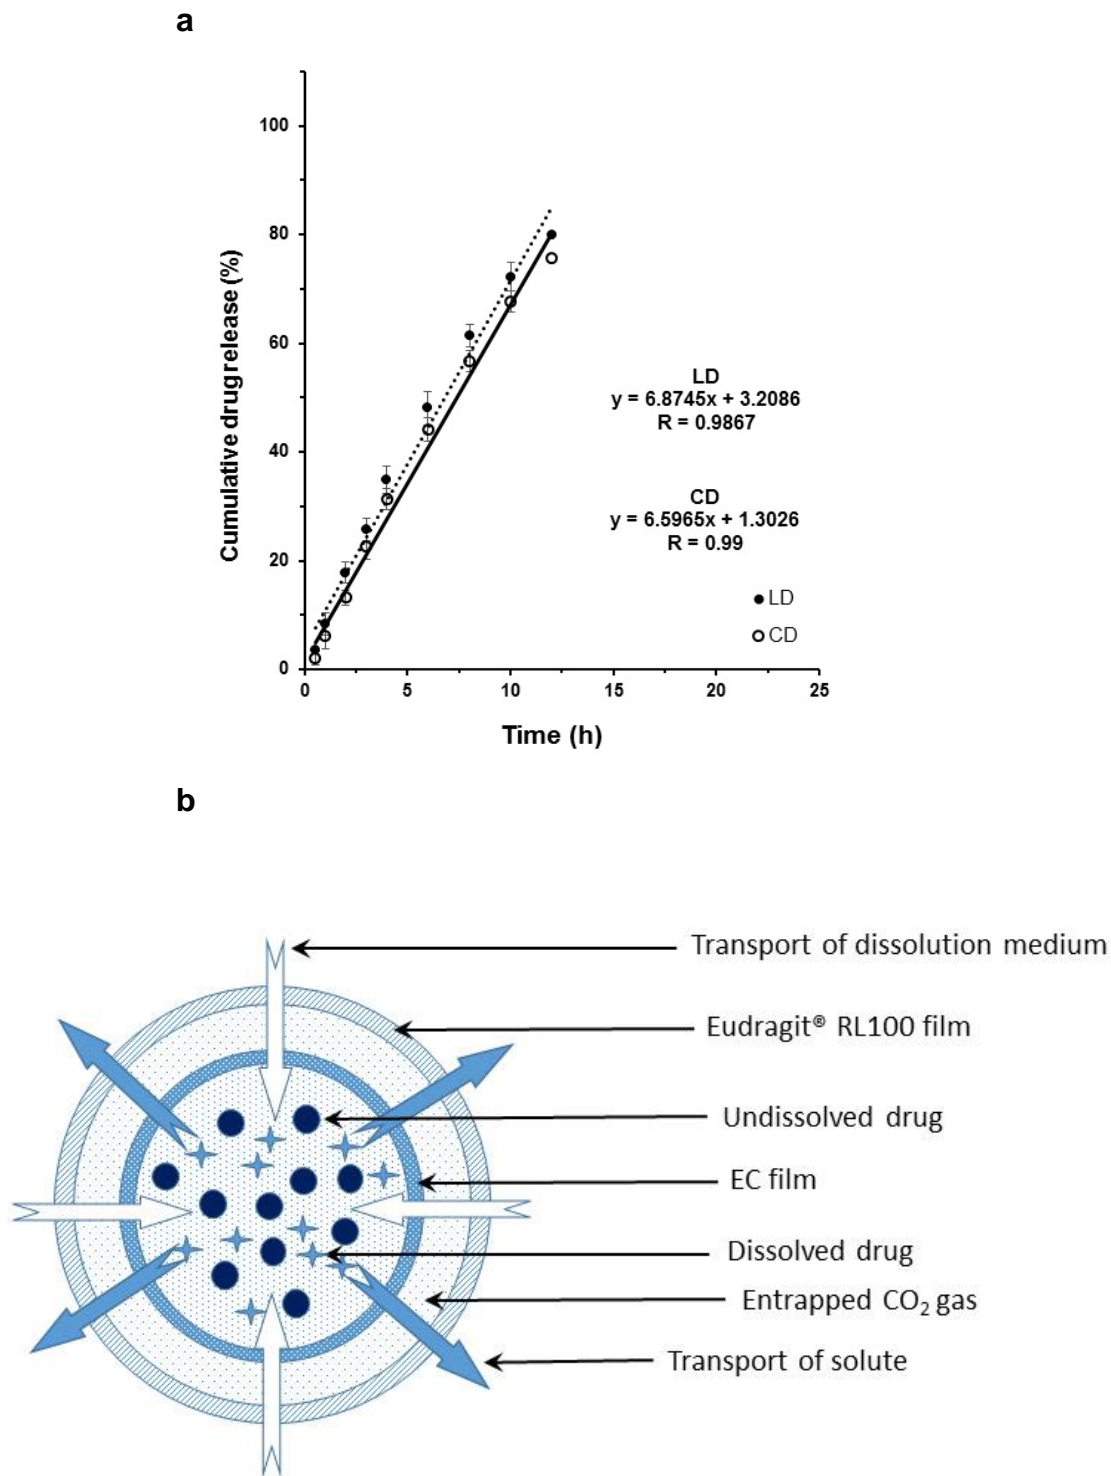 a
100
80
60
40
20
0
0
5
10
15
20
25
Cumulative drug release (%)
Time (h)
LD
y = 6.8745x + 3.2086
R = 0.9867
CD
y = 6.5965x + 1.3026
R = 0.99
LD
CD
b
Transport of dissolution medium
Eudragit® RL100 film
Undissolved drug
EC film
Dissolved drug
Entrapped CO₂ gas
Transport of solute